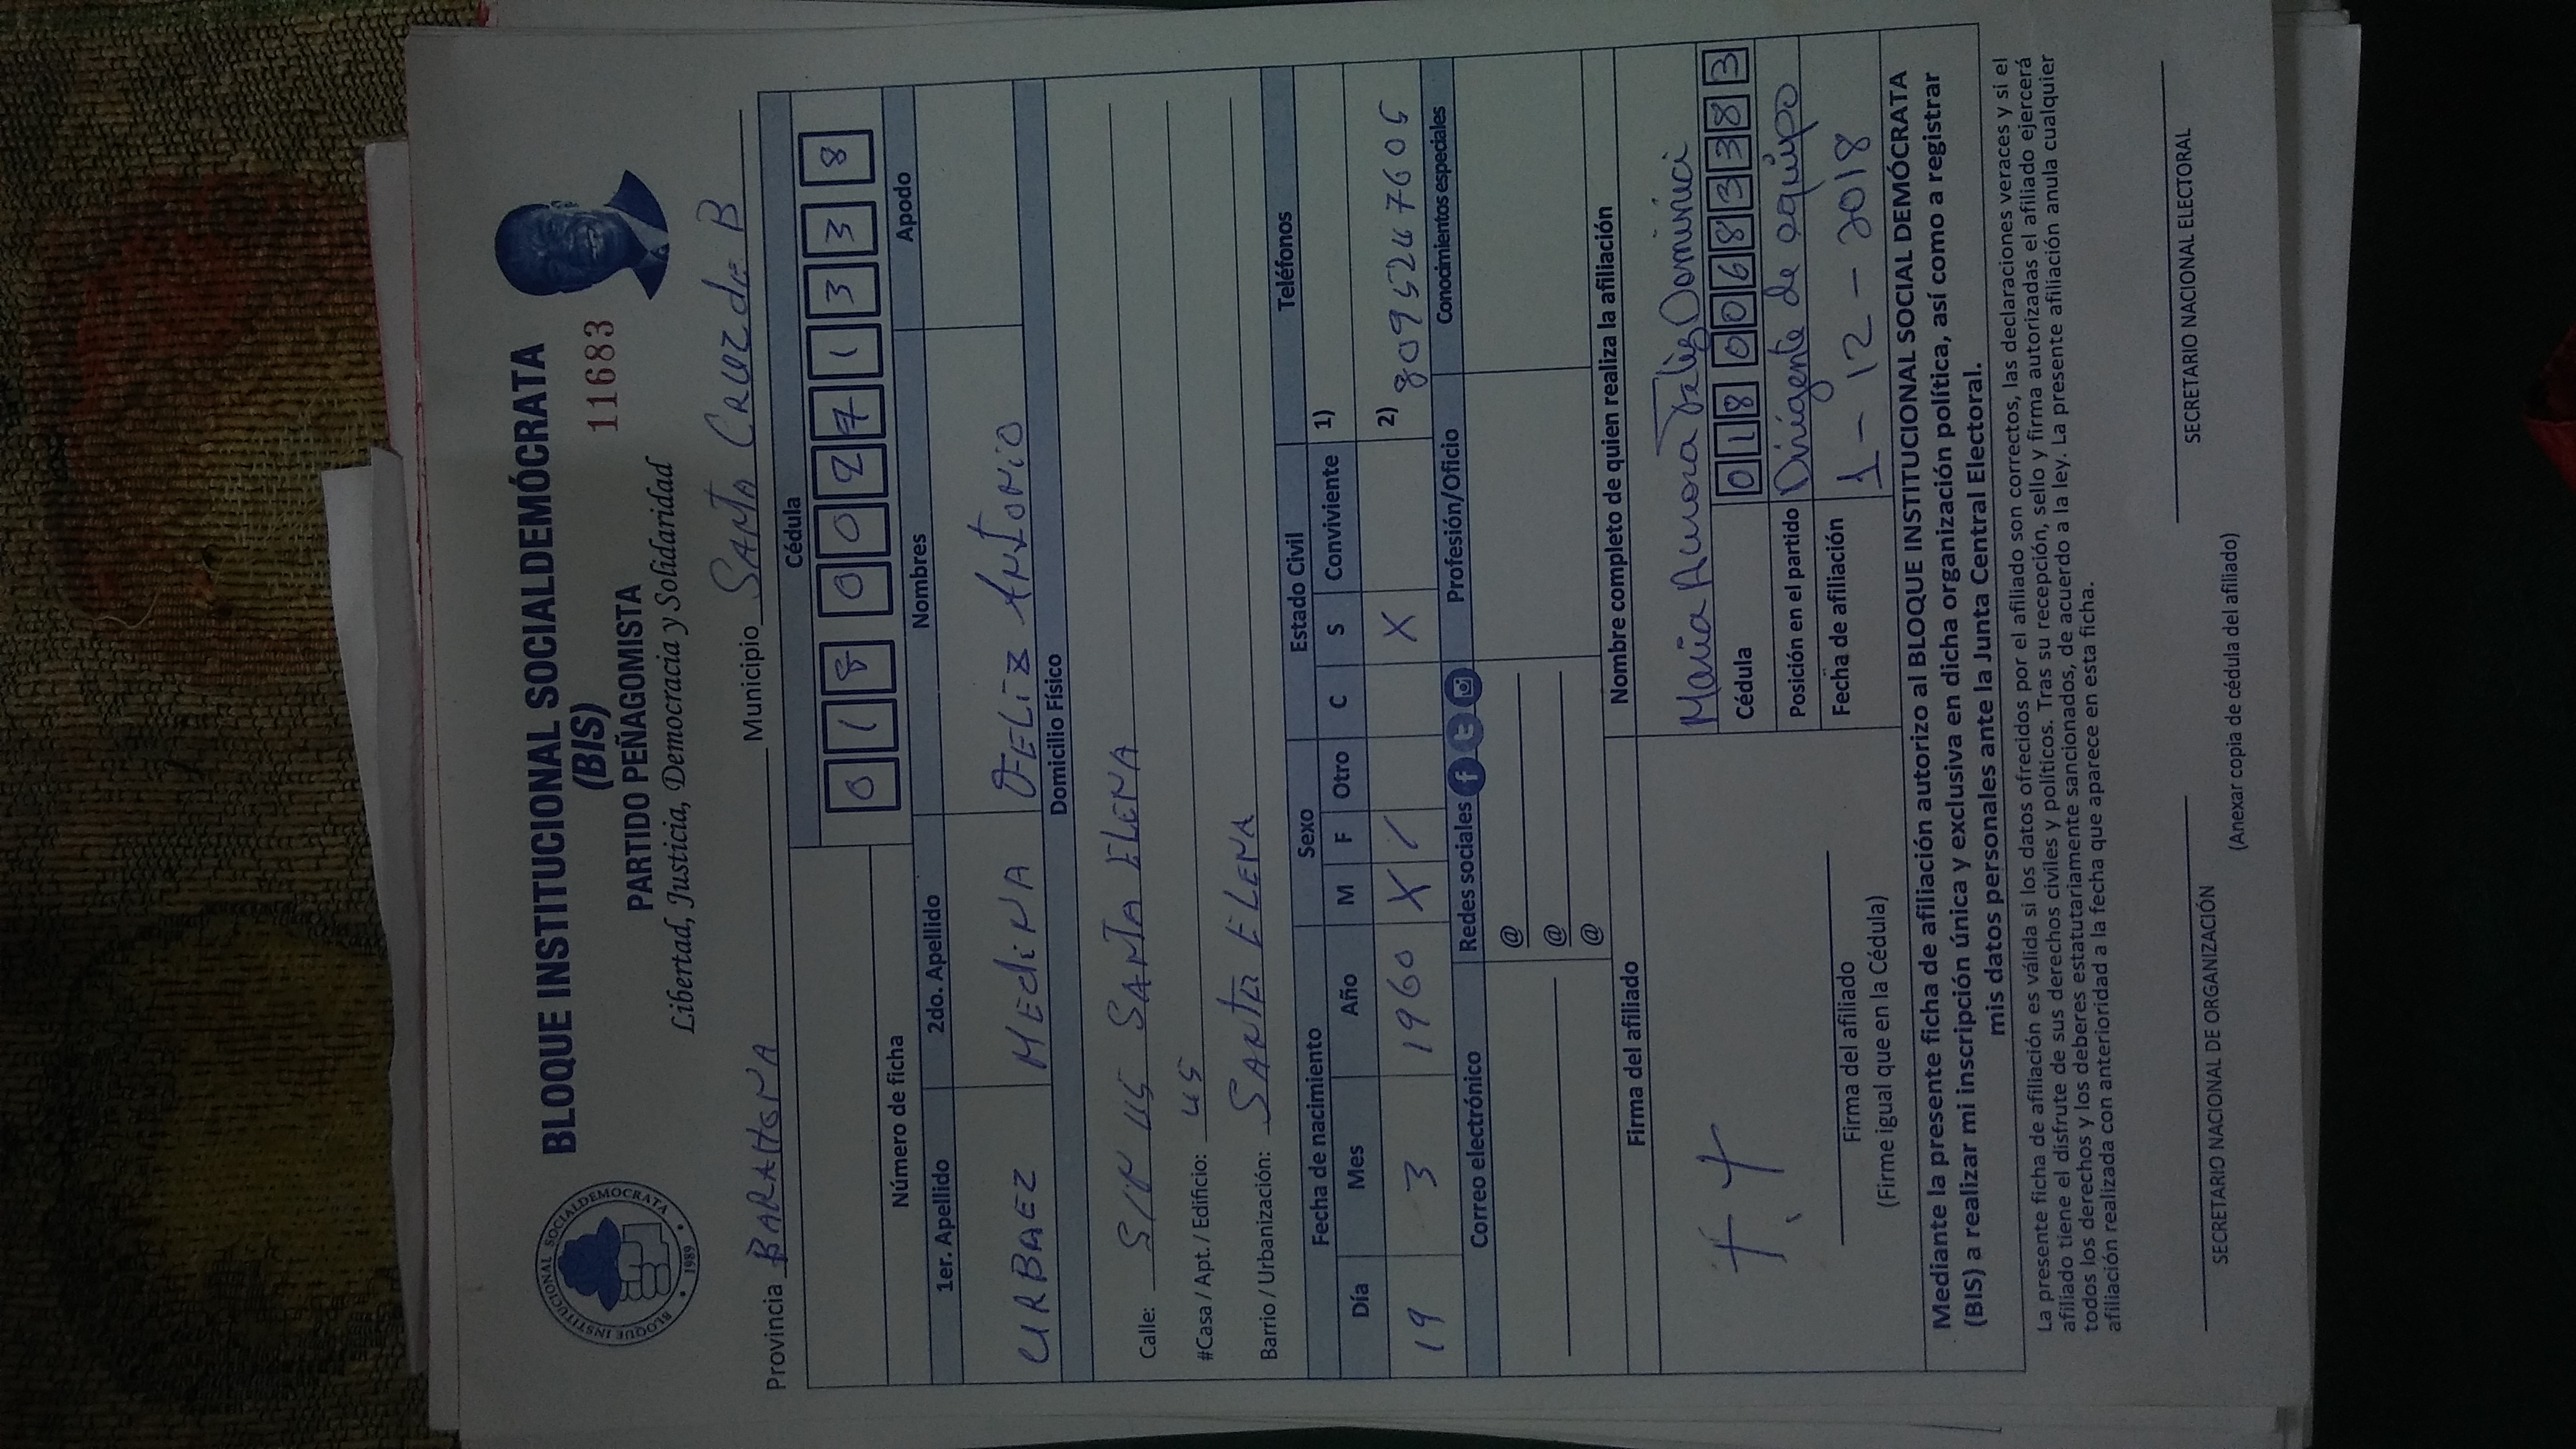 BLOQUE INSTITUCIONAL SOCIALDEMÓCRATA
(BIS)
PARTIDO PEÑAGOMISTA
116833
Libertad, Justicia, Democracia y Solidaridad
BLOQUE INSTITUCIONAL SOCIALDEMOCRATA
1989
Provincia BARAHONA Municipio SANTA CRUZ de B
Cédula
0 1 8 0 0 2 7 1 3 3 8
Número de ficha
1er. Apellido 2do. Apellido Nombres Apodo
URBAEZ MEdiNA ANTONIO
Domicilio Físico
Calle: SANTA ELENA
#Casa / Apt. / Edificio:
Barrio / Urbanización: SANTA ELENA
Fecha de nacimiento Sexo Estado Civil Teléfonos
Día Mes Año M F Otro C S Conviviente 1)
19 3 1960 X X 2)
Correo electrónico Redes sociales Profesión/Oficio Conocimientos especiales
@
@
@
Firma del afiliado Nombre completo de quien realiza la afiliación
Maria Dominici
Cédula 0 1 8 0 0 6 8 3 3 8 3
Posición en el partido Dirigente de equipo
Fecha de afiliación 1 - 12 - 2018
Firma del afiliado
(Firme igual que en la Cédula)
Mediante la presente ficha de afiliación autorizo al BLOQUE INSTITUCIONAL SOCIAL DEMÓCRATA
(BIS) a realizar mi inscripción única y exclusiva en dicha organización política, así como a registrar
mis datos personales ante la Junta Central Electoral.
La presente ficha de afiliación es válida si los datos ofrecidos por el afiliado son correctos, las declaraciones veraces y si el
afiliado tiene el disfrute de sus derechos civiles y políticos. Tras su recepción, sello y firma autorizadas el afiliado ejercerá
todos los derechos y los deberes estatutariamente sancionados, de acuerdo a la ley. La presente afiliación anula cualquier
afiliación realizada con anterioridad a la fecha que aparece en esta ficha.
SECRETARIO NACIONAL DE ORGANIZACIÓN SECRETARIO NACIONAL ELECTORAL
(Anexar copia de cédula del afiliado)